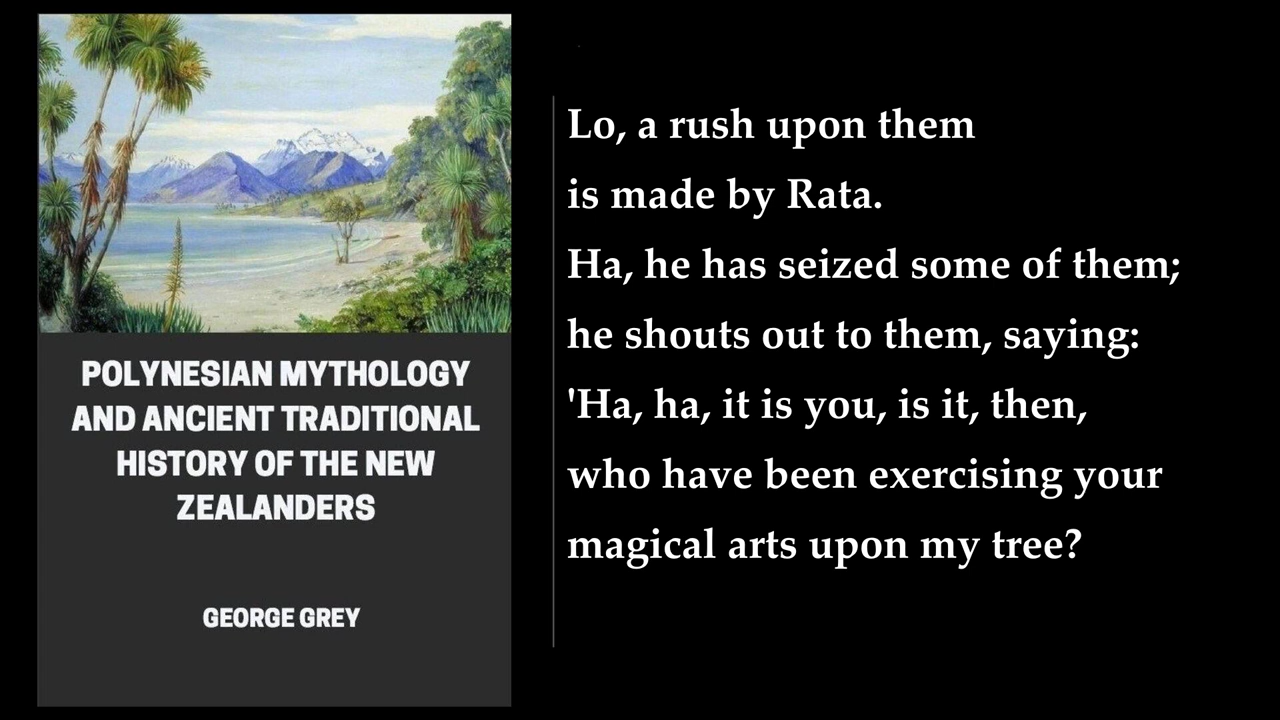 POLYNESIAN MYTHOLOGY
AND ANCIENT TRADITIONAL
HISTORY OF THE NEW
ZEALANDERS
GEORGE GREY
Lo, a rush upon them
is made by Rata.
Ha, he has seized some of them;
he shouts out to them, saying:
'Ha, ha, it is you, is it, then,
who have been exercising your
magical arts upon my tree?